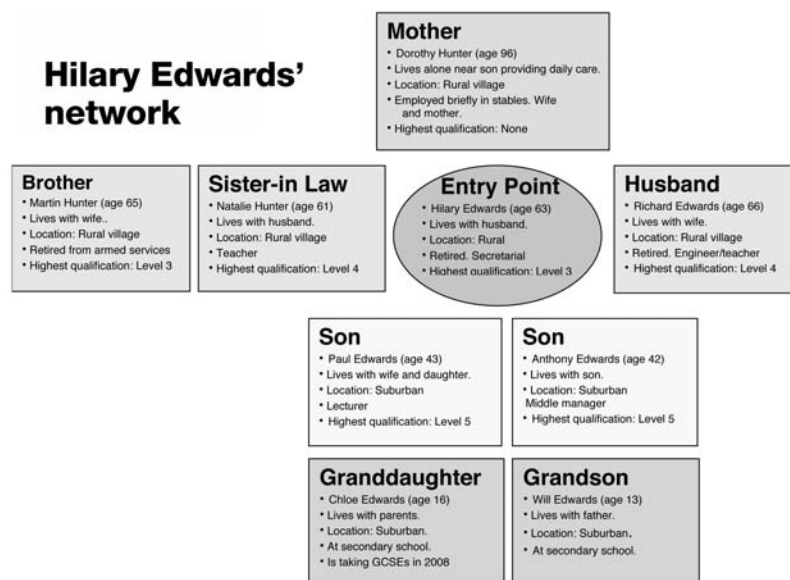 Hilary Edwards’
network
Mother
• Dorothy Hunter (age 96)
• Lives alone near son providing daily care.
• Location: Rural village
• Employed briefly in stables. Wife
and mother.
• Highest qualification: None
Brother
• Martin Hunter (age 65)
• Lives with wife..
• Location: Rural village
• Retired from armed services
• Highest qualification: Level 3
Sister-in Law
• Natalie Hunter (age 61)
• Lives with husband.
• Location: Rural village
• Teacher
• Highest qualification: Level 4
Entry Point
• Hilary Edwards (age 63)
• Lives with husband.
• Location: Rural
• Retired. Secretarial
• Highest qualification: Level 3
Husband
• Richard Edwards (age 66)
• Lives with wife.
• Location: Rural village
• Retired. Engineer/teacher
• Highest qualification: Level 4
Son
• Paul Edwards (age 43)
• Lives with wife and daughter.
• Location: Suburban
• Lecturer
• Highest qualification: Level 5
Son
• Anthony Edwards (age 42)
• Lives with son.
• Location: Suburban
Middle manager
• Highest qualification: Level 5
Granddaughter
• Chloe Edwards (age 16)
• Lives with parents.
• Location: Suburban.
• At secondary school.
• Is taking GCSEs in 2008
Grandson
• Will Edwards (age 13)
• Lives with father.
• Location: Suburban.
• At secondary school.